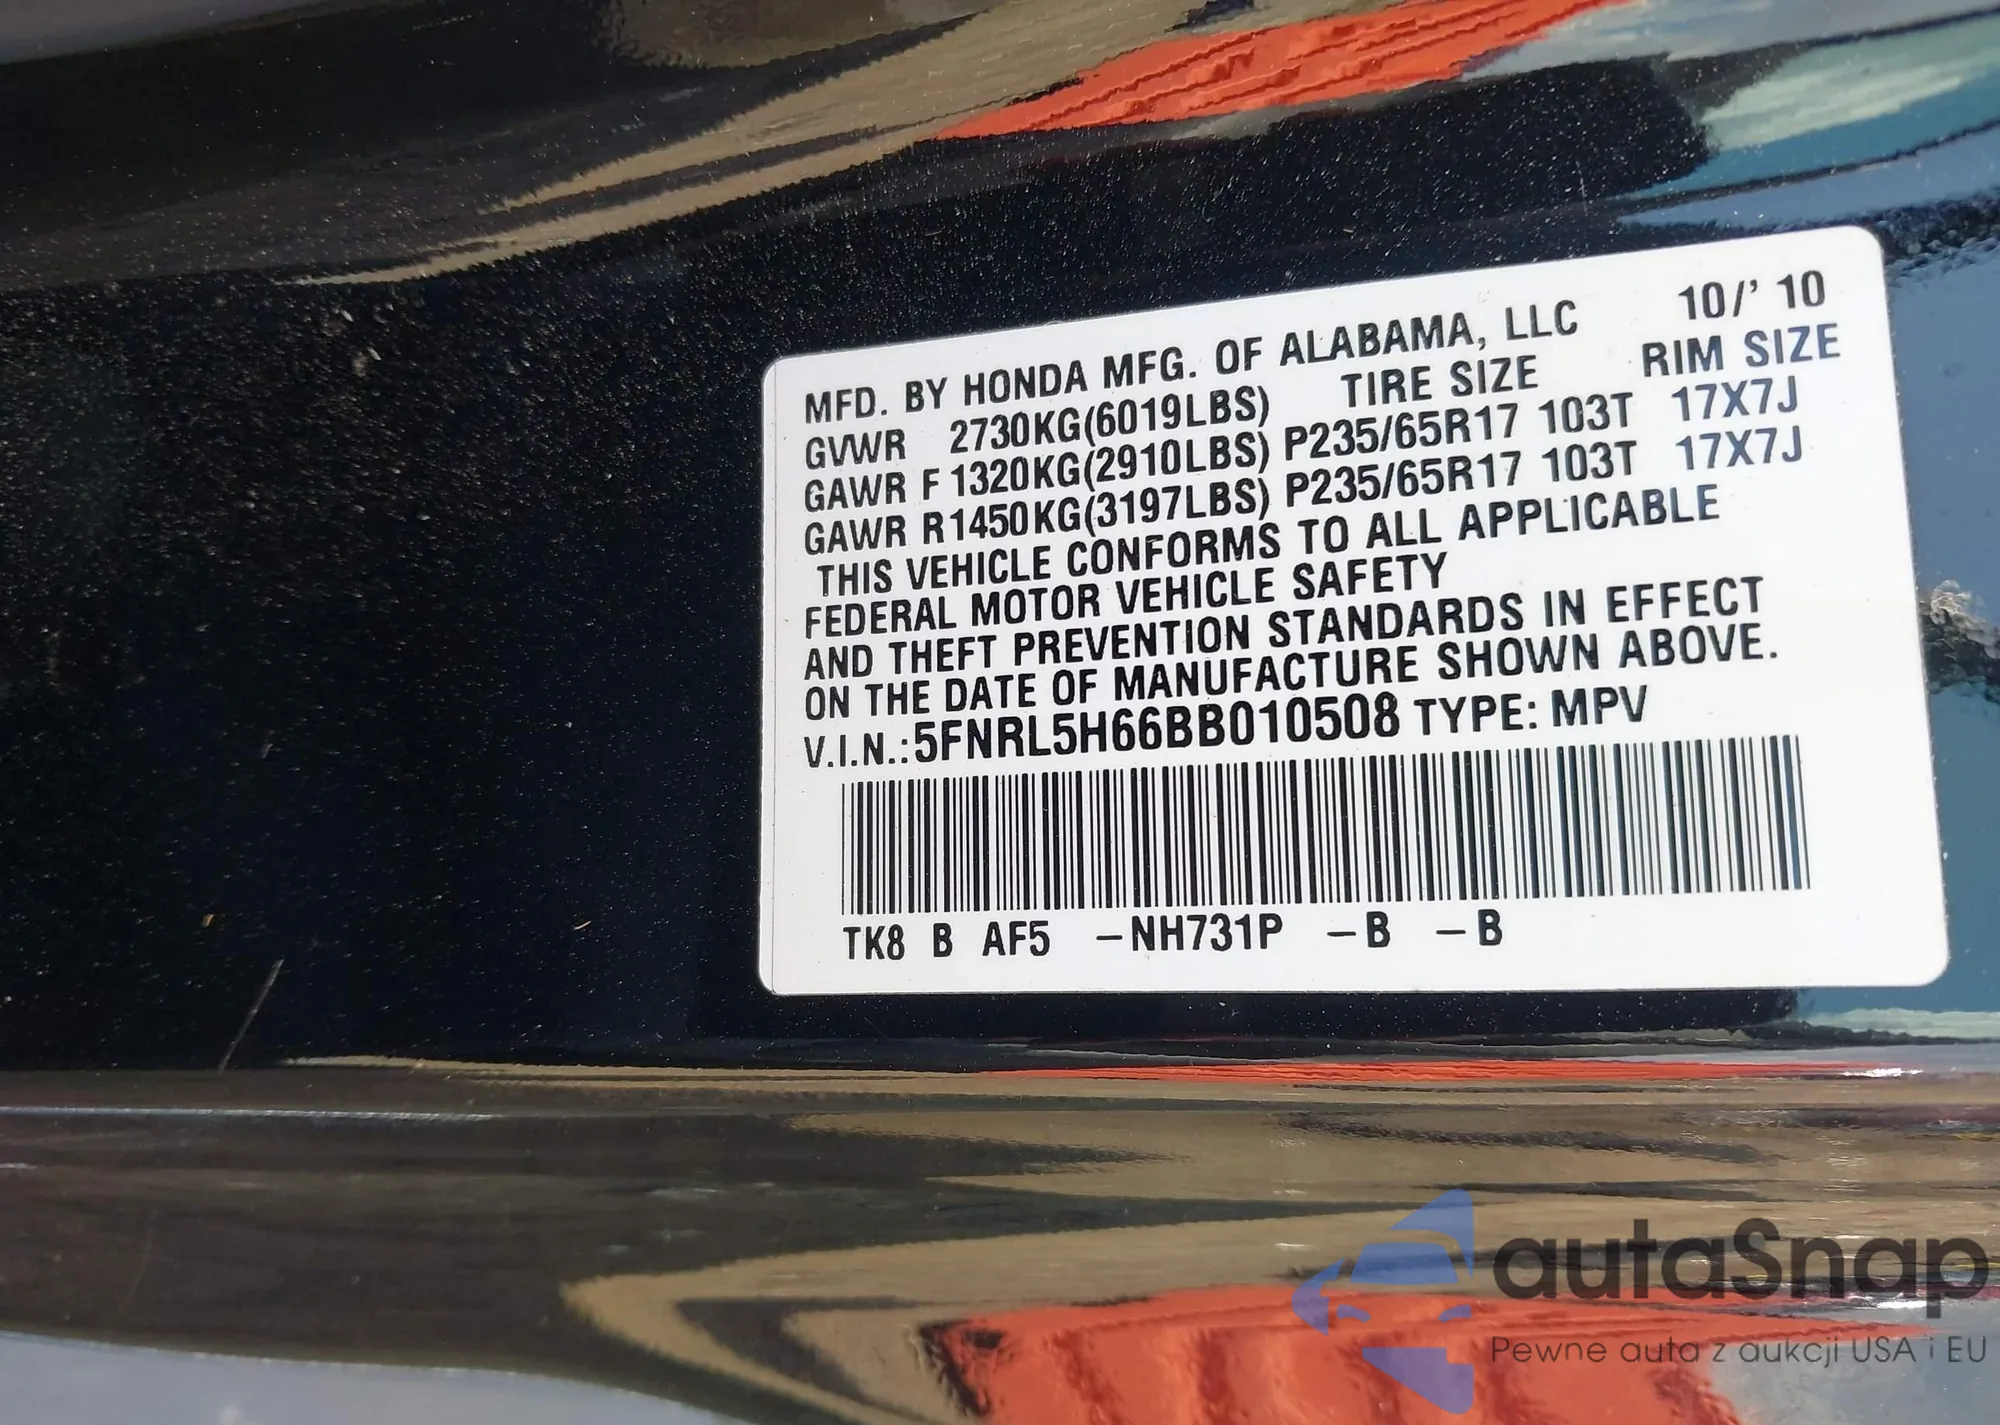 MFD. BY HONDA MFG. OF ALABAMA, LLC 10/' 10
GVWR 2730KG(6019LBS) TIRE SIZE RIM SIZE
GAWR F 1320KG(2910LBS) P235/65R17 103T 17X7J
GAWR R1450KG(3197LBS) P235/65R17 103T 17X7J
THIS VEHICLE CONFORMS TO ALL APPLICABLE
FEDERAL MOTOR VEHICLE SAFETY
AND THEFT PREVENTION STANDARDS IN EFFECT
ON THE DATE OF MANUFACTURE SHOWN ABOVE.
V.I.N.:5FNRL5H66BB010508 TYPE: MPV
TK8 B AF5 -NH731P -B -B
autaSnap
Pewne auta z aukcji USA i EU